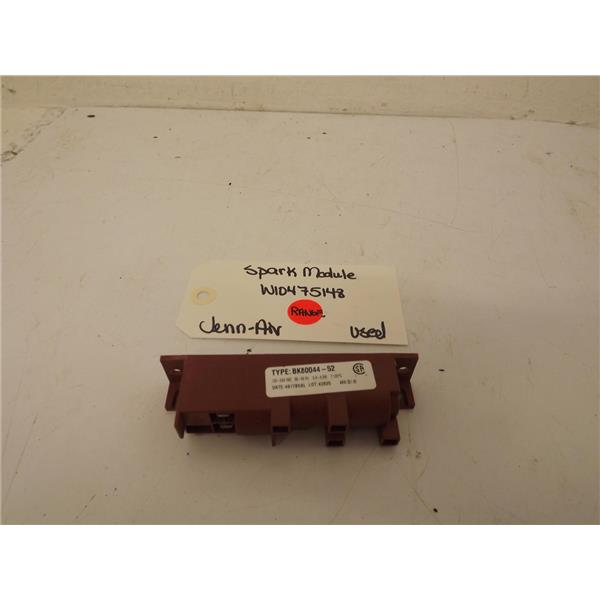 Spark Module
W10475148
RANGE
Jenn-Air
Used
TYPE: BK80044-52